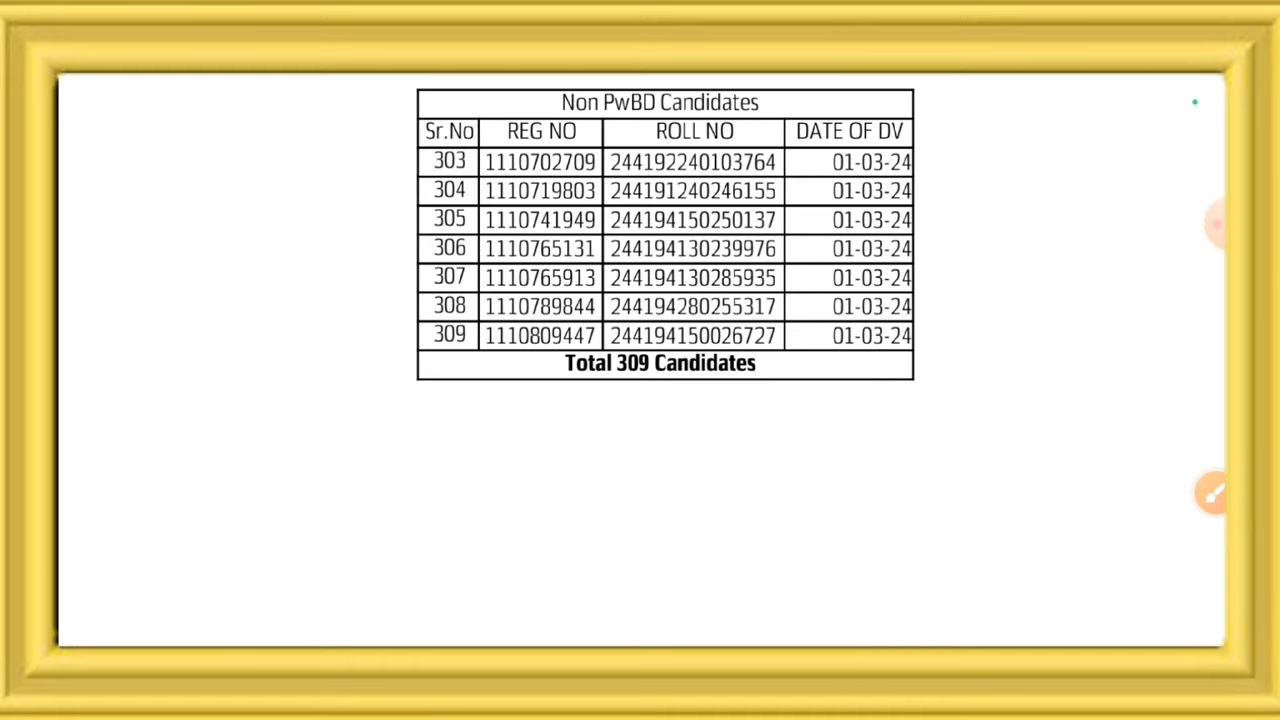 Non PwBD Candidates
Sr.No REG NO ROLL NO DATE OF DV
303 1110702709 244192240103764 01-03-24
304 1110719803 244191240246155 01-03-24
305 1110741949 244194150250137 01-03-24
306 1110765131 244194130239976 01-03-24
307 1110765913 244194130285935 01-03-24
308 1110789844 244194280255317 01-03-24
309 1110809447 244194150026727 01-03-24
Total 309 Candidates